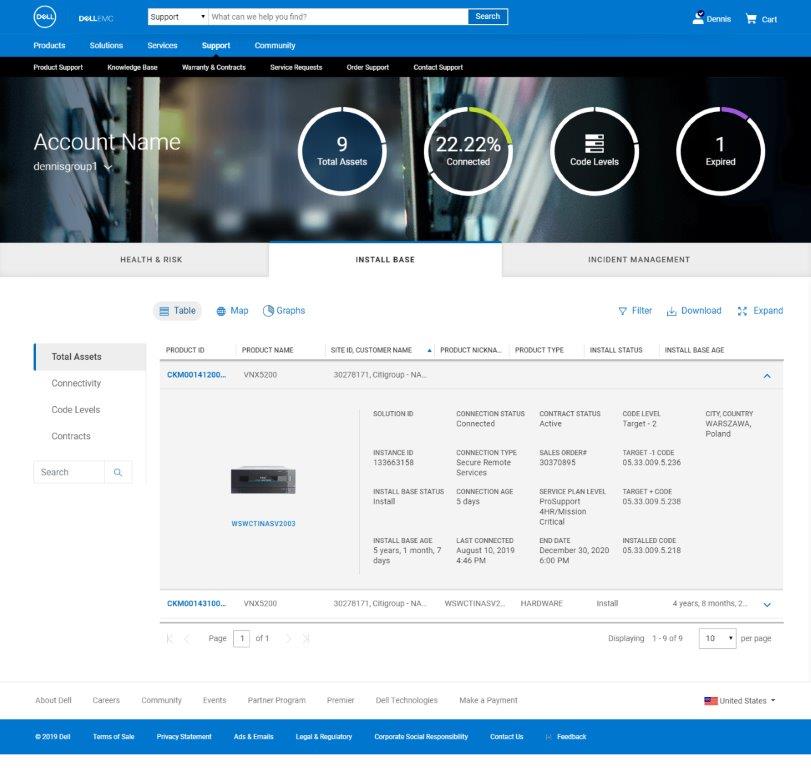 DELL
DELLEMC
Support
What can we help you find?
Search
Dennis
Cart
Products
Solutions
Services
Support
Community
Product Support
Knowledge Base
Warranty & Contracts
Service Requests
Order Support
Contact Support
Account Name
dennisgroup1
9
Total Assets
22.22%
Connected
Code Levels
1
Expired
HEALTH & RISK
INSTALL BASE
INCIDENT MANAGEMENT
Table
Map
Graphs
Filter
Download
Expand
Total Assets
Connectivity
Code Levels
Contracts
Search
PRODUCT ID
PRODUCT NAME
SITE ID, CUSTOMER NAME
PRODUCT NICKNA...
PRODUCT TYPE
INSTALL STATUS
INSTALL BASE AGE
CKM00141200...
VNX5200
30278171, Citigroup - NA...
WSWCTINASV2003
SOLUTION ID
CONNECTION STATUS
Connected
CONTRACT STATUS
Active
CODE LEVEL
Target - 2
CITY, COUNTRY
WARSZAWA,
Poland
INSTANCE ID
133663158
CONNECTION TYPE
Secure Remote
Services
SALES ORDER#
30370895
TARGET -1 CODE
05.33.009.5.236
INSTALL BASE STATUS
Install
CONNECTION AGE
5 days
SERVICE PLAN LEVEL
ProSupport
4HR/Mission
Critical
TARGET + CODE
05.33.009.5.238
INSTALL BASE AGE
5 years, 1 month, 7
days
LAST CONNECTED
August 10, 2019
4:46 PM
END DATE
December 30, 2020
6:00 PM
INSTALLED CODE
05.33.009.5.218
CKM00143100...
VNX5200
30278171, Citigroup - NA...
WSWCTINASV2...
HARDWARE
Install
4 years, 8 months, 2...
Page 1 of 1
Displaying 1 - 9 of 9
10
per page
About Dell
Careers
Community
Events
Partner Program
Premier
Dell Technologies
Make a Payment
United States
© 2019 Dell
Terms of Sale
Privacy Statement
Ads & Emails
Legal & Regulatory
Corporate Social Responsibility
Contact Us
Feedback